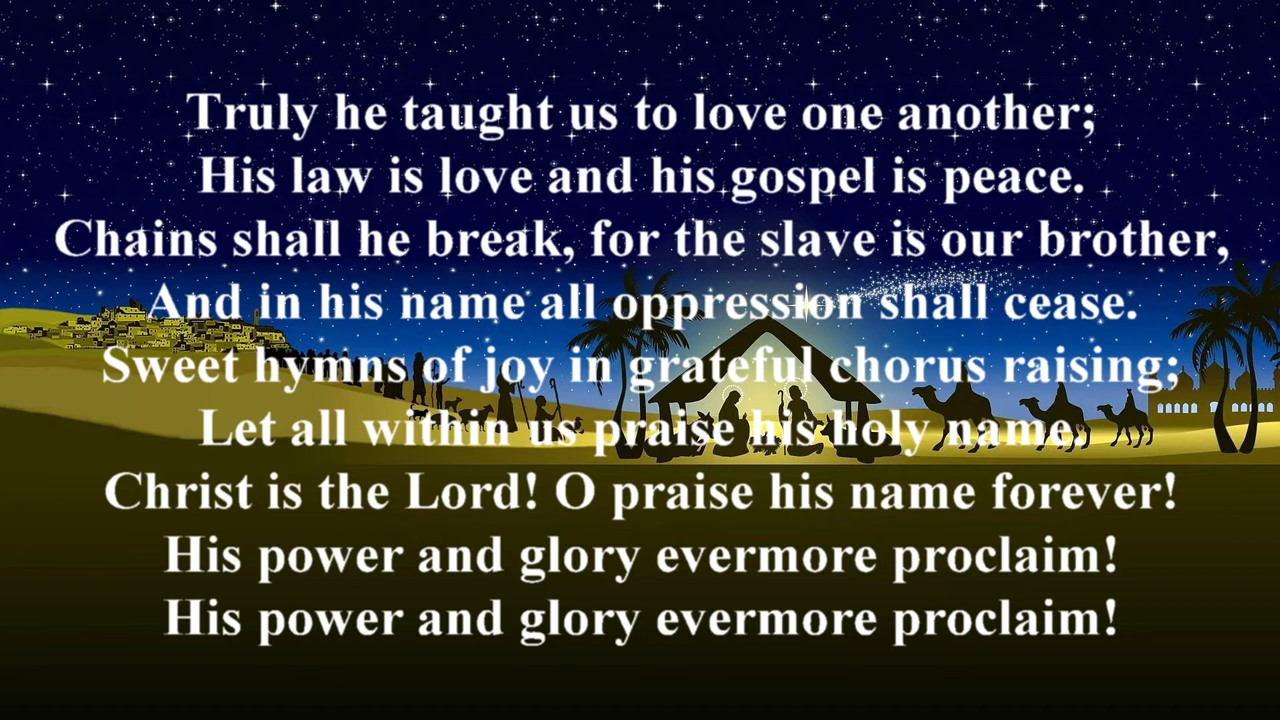 Truly he taught us to love one another;
His law is love and his gospel is peace.
Chains shall he break, for the slave is our brother,
And in his name all oppression shall cease.
Sweet hymns of joy in grateful chorus raising;
Let all within us praise his holy name.
Christ is the Lord! O praise his name forever!
His power and glory evermore proclaim!
His power and glory evermore proclaim!